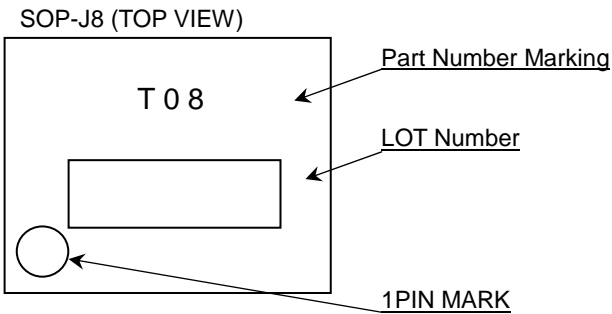 SOP-J8 (TOP VIEW)
Part Number Marking
T 0 8
LOT Number
1PIN MARK